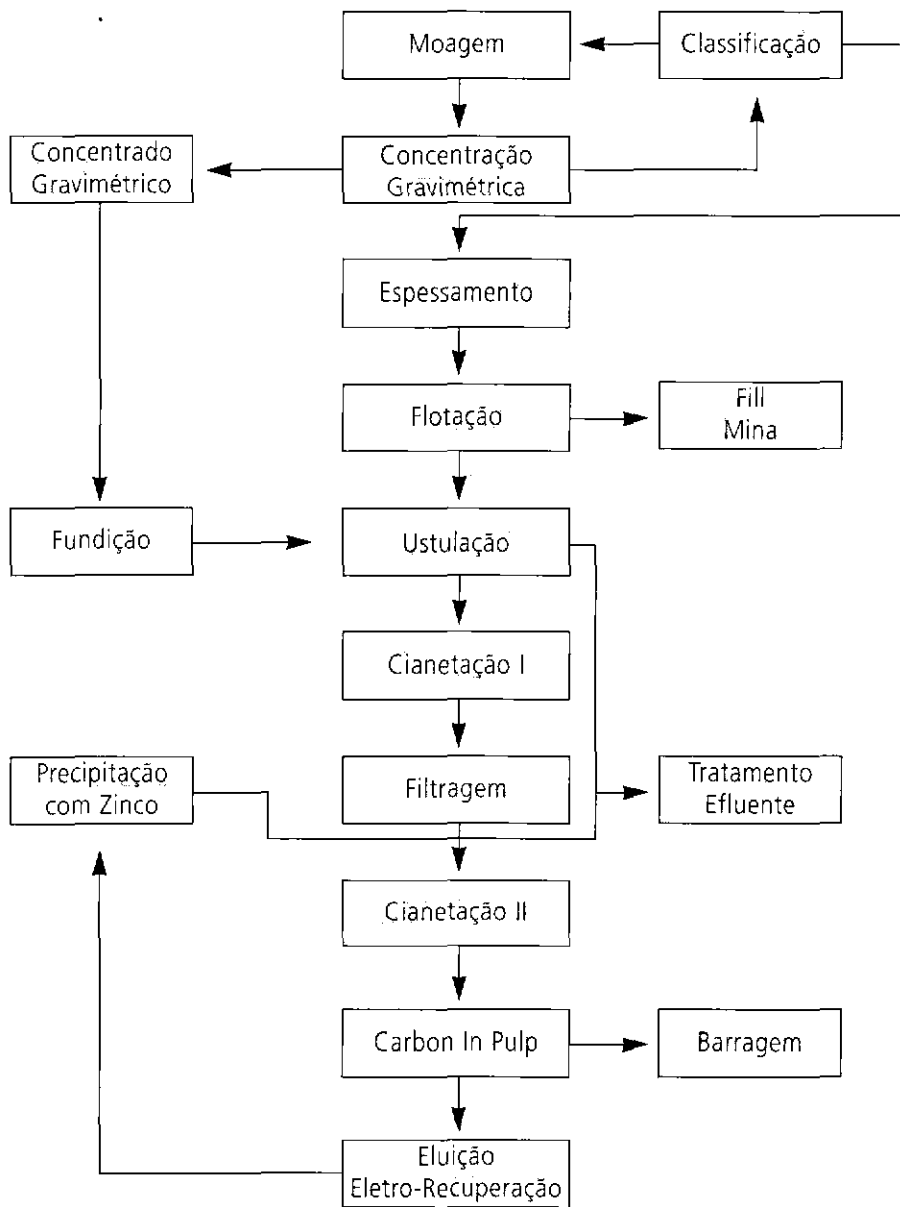 Moagem
Classificação
Concentrado
Gravimétrico
Concentração
Gravimétrica
Espessamento
Flotação
Fill
Mina
Fundição
Ustulação
Cianetação I
Precipitação
com Zinco
Filtragem
Tratamento
Efluente
Cianetação II
Carbon In Pulp
Barragem
Eluição
Eletro-Recuperação